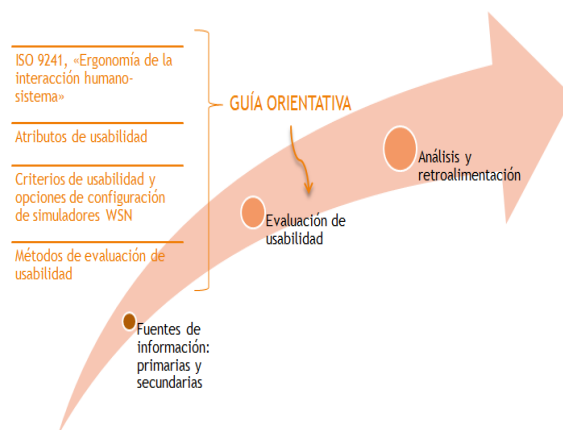 ISO 9241, «Ergonomía de la
interacción humano-
sistema»
Atributos de usabilidad
Criterios de usabilidad y
opciones de configuración
de simuladores WSN
Métodos de evaluación de
usabilidad
GUÍA ORIENTATIVA
Fuentes de
información:
primarias y
secundarias
Evaluación de
usabilidad
Análisis y
retroalimentación